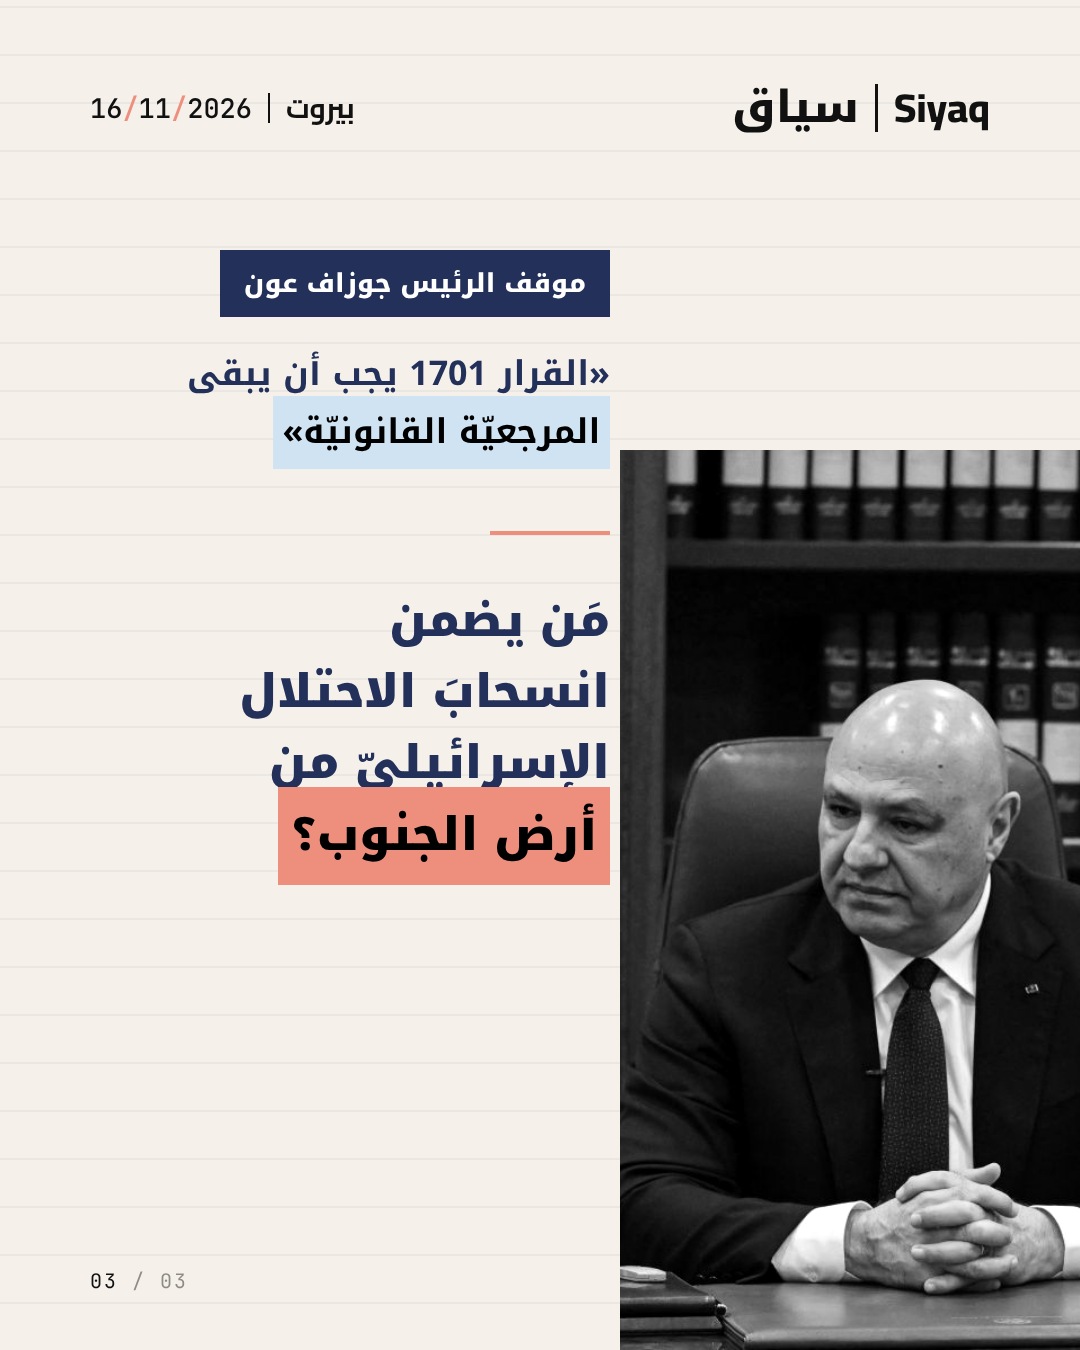 سياق | Siyaq
16/11/2026 | بيروت
موقف الرئيس جوزاف عون
«القرار 1701 يجب أن يبقى
المرجعيّة القانونيّة»
مَن يضمن
انسحابَ الاحتلال
الإسرائيليّ من
أرض الجنوب؟
03 / 03